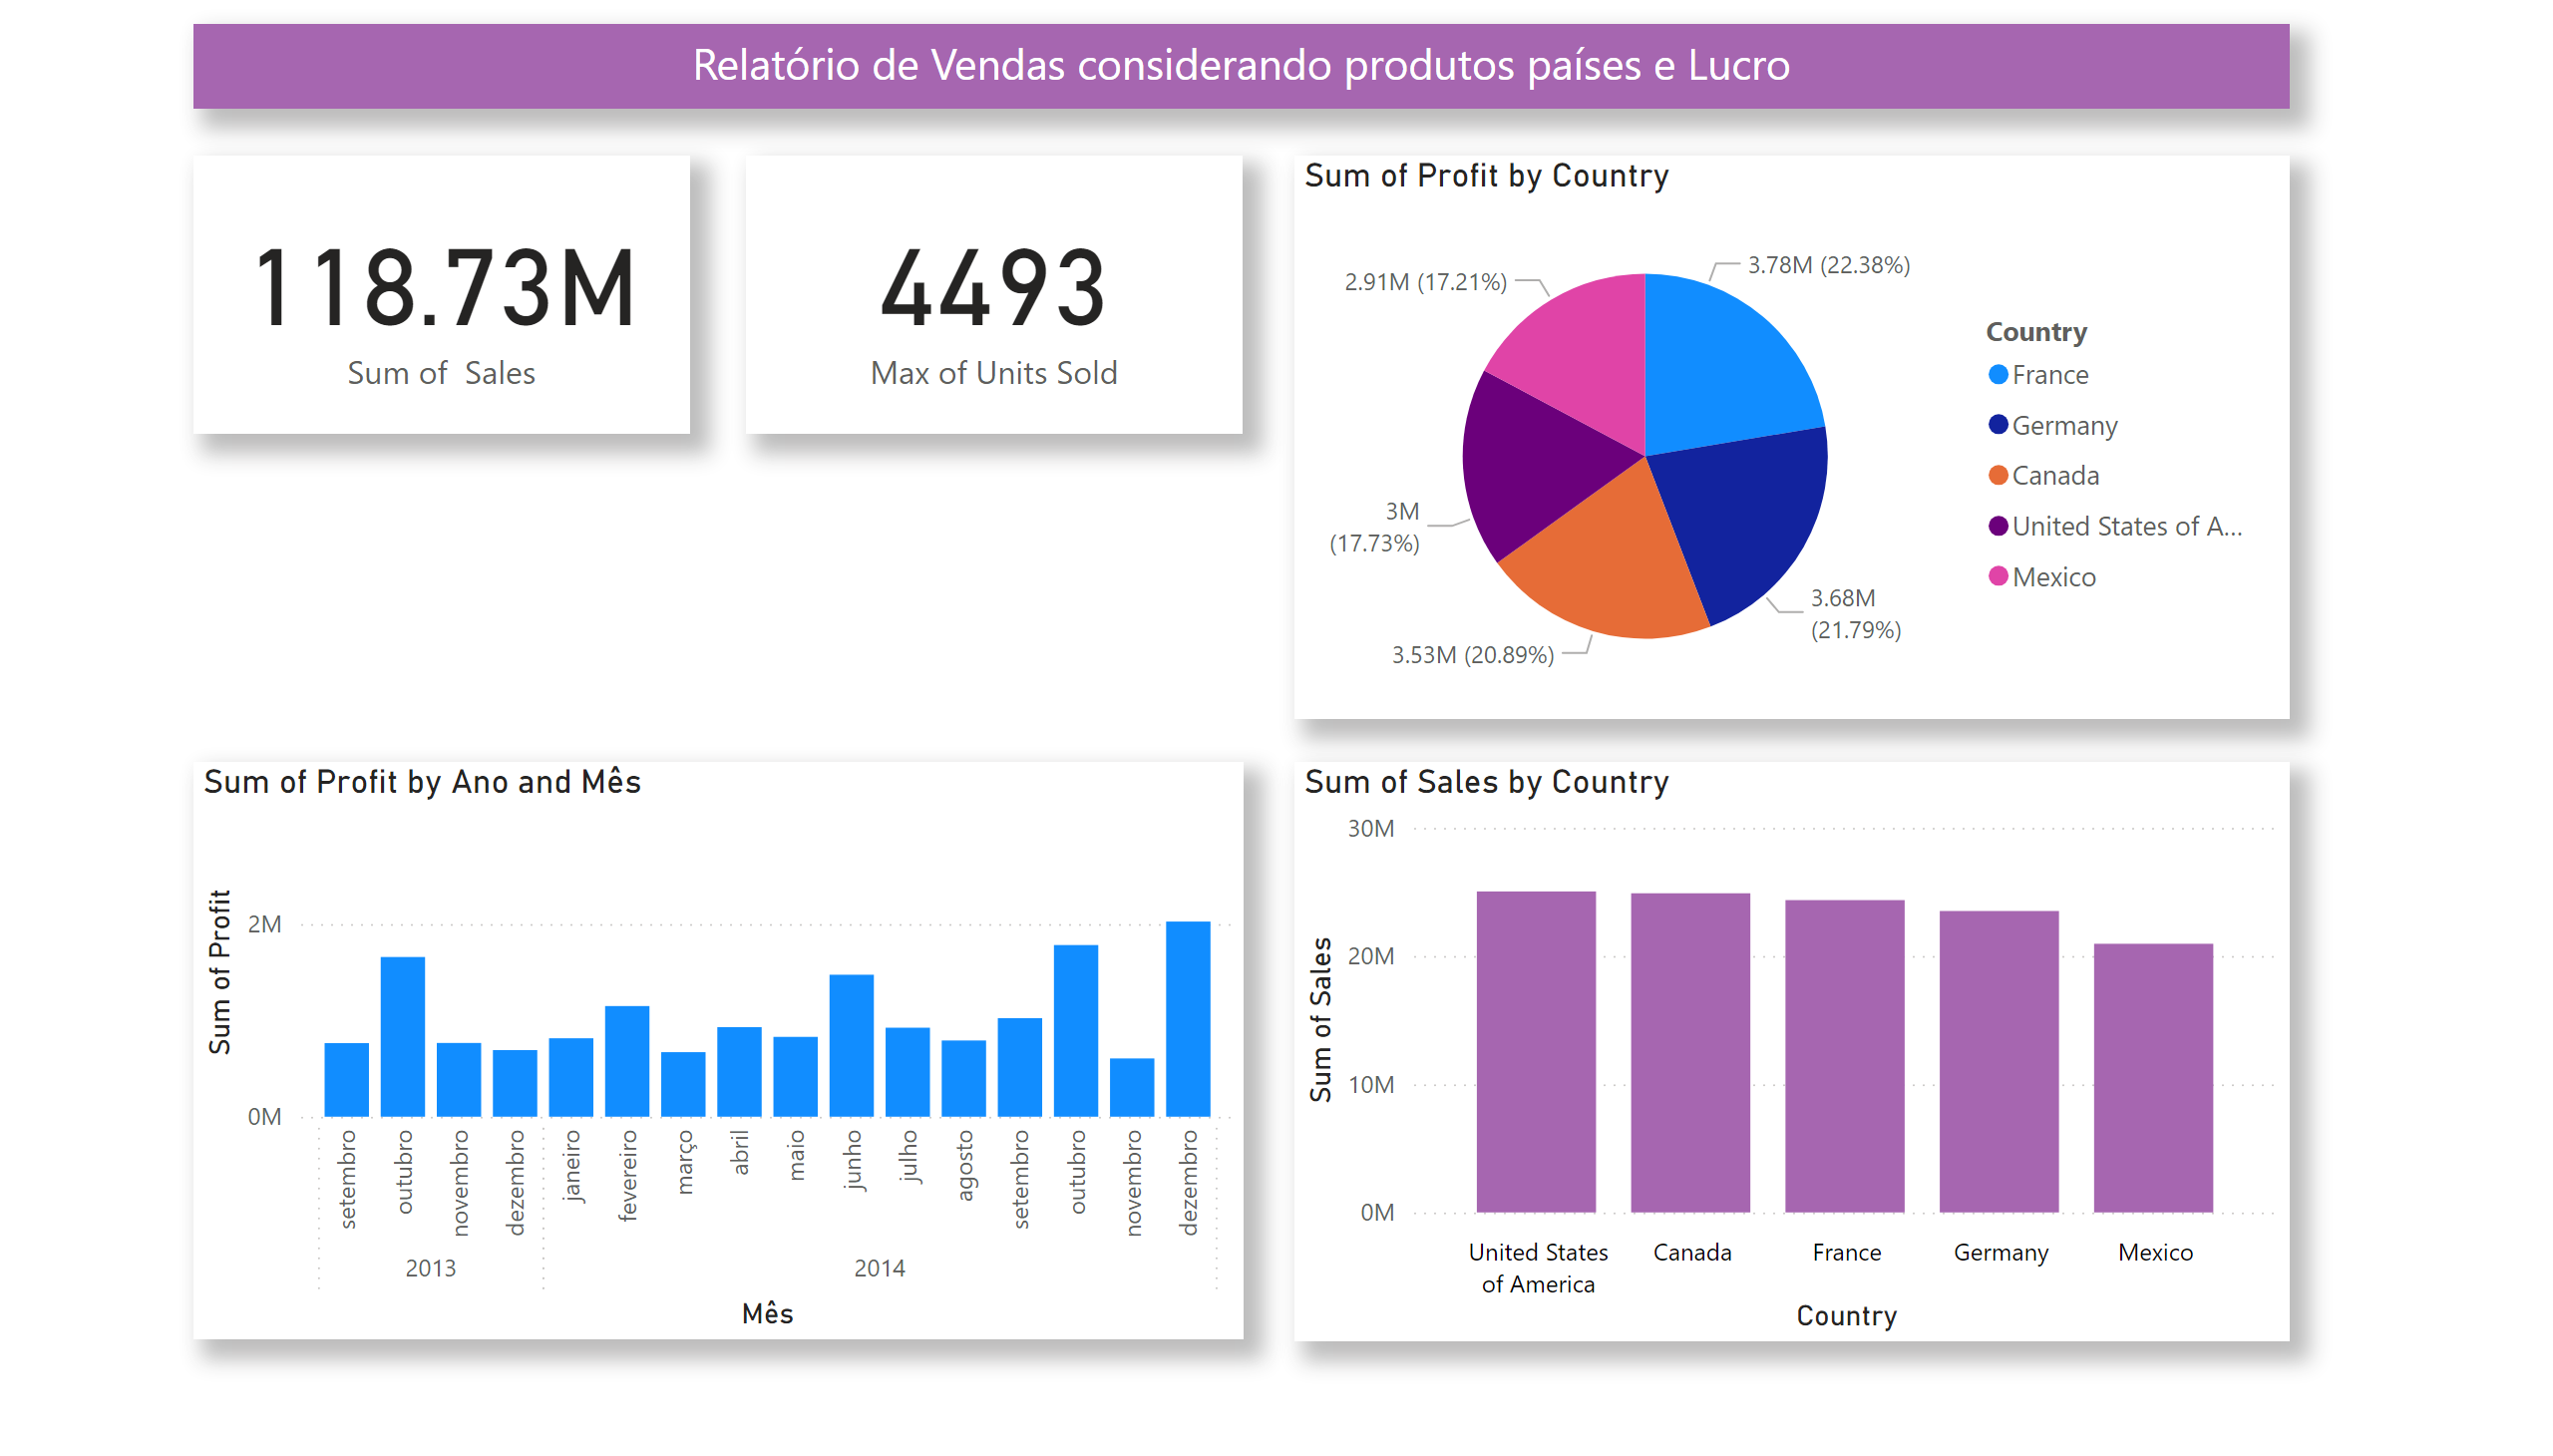 Relatório de Vendas considerando produtos países e Lucro
118.73M
Sum of  Sales
4493
Max of Units Sold
Sum of Profit by Country
3.78M (22.38%)
2.91M (17.21%)
3M
(17.73%)
3.68M
(21.79%)
3.53M (20.89%)
Country
France
Germany
Canada
United States of A...
Mexico
Sum of Profit by Ano and Mês
Sum of Profit
2M
0M
setembro
outubro
novembro
dezembro
janeiro
fevereiro
março
abril
maio
junho
julho
agosto
setembro
outubro
novembro
dezembro
2013
2014
Mês
Sum of Sales by Country
Sum of Sales
30M
20M
10M
0M
United States
of America
Canada
France
Germany
Mexico
Country